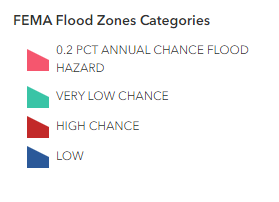 FEMA Flood Zones Categories
0.2 PCT ANNUAL CHANCE FLOOD
HAZARD
VERY LOW CHANCE
HIGH CHANCE
LOW